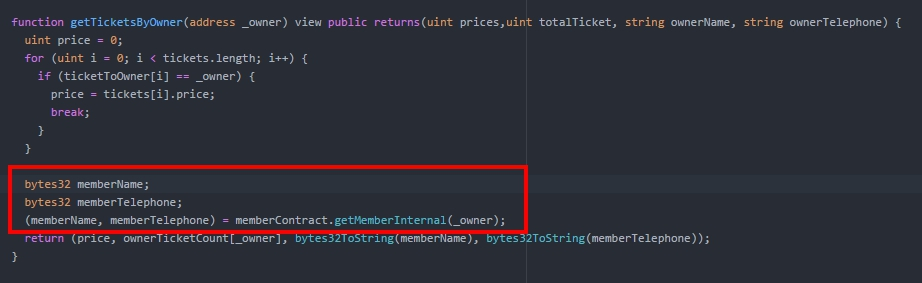 function getTicketsByOwner(address _owner) view public returns(uint prices,uint totalTicket, string ownerName, string ownerTelephone) {
uint price = 0;
for (uint i = 0; i < tickets.length; i++) {
if (ticketToOwner[i] == _owner) {
price = tickets[i].price;
break;
}
}
bytes32 memberName;
bytes32 memberTelephone;
(memberName, memberTelephone) = memberContract.getMemberInternal(_owner);
return (price, ownerTicketCount[_owner], bytes32ToString(memberName), bytes32ToString(memberTelephone));
}